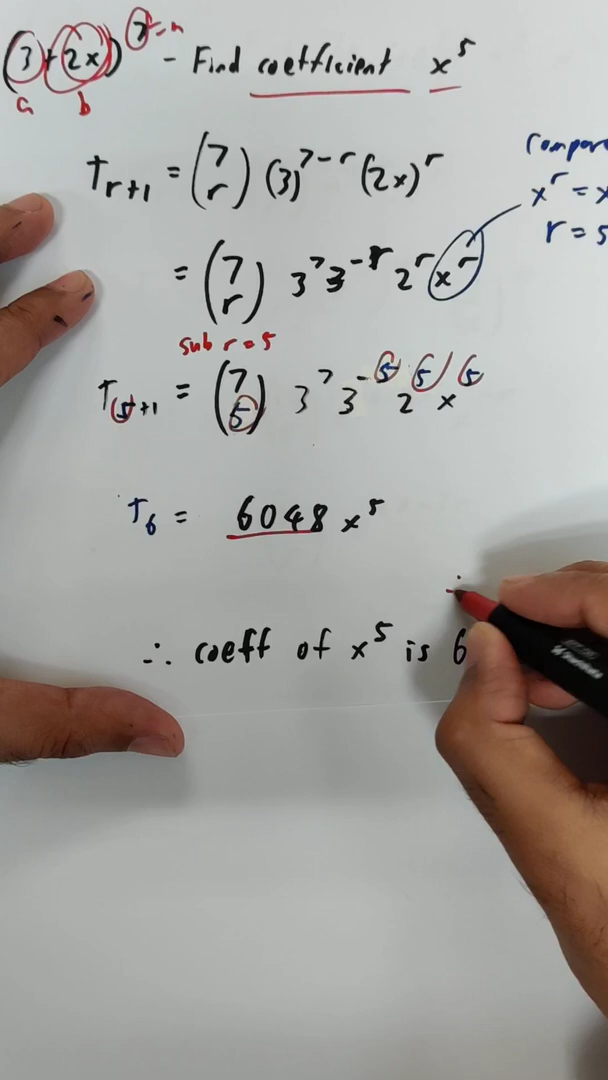 (3+2x)^7 = n - Find coefficient x^5
a b
T_{r+1} = (7 r) (3)^{7-r} (2x)^r
compare
x^r = x
r = 5
= (7 r) 3^7 3^{-r} 2^r x^r
sub r = 5
T_{5+1} = (7 5) 3^7 3^{-5} 2^5 x^5
T_6 = 6048 x^5
∴ coeff of x^5 is 6